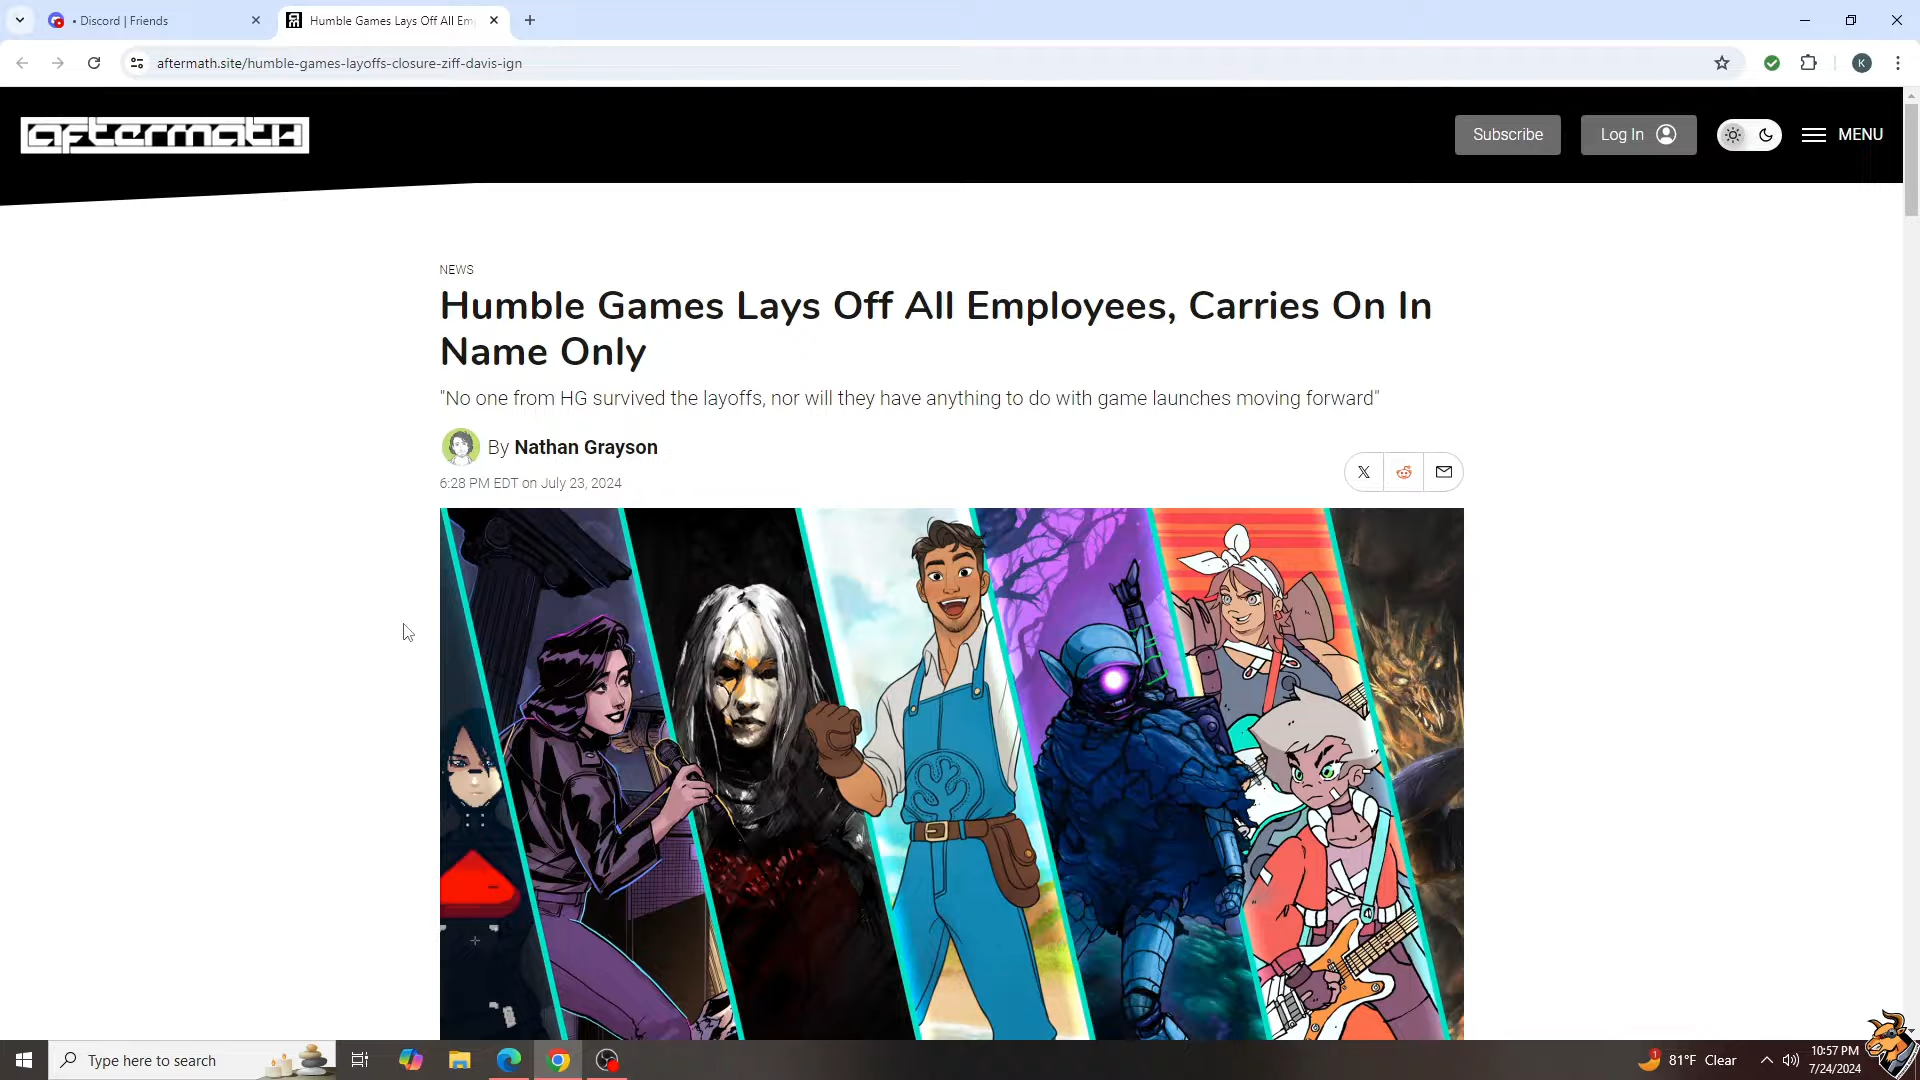 • Discord | Friends
Humble Games Lays Off All Em
aftermath.site/humble-games-layoffs-closure-ziff-davis-ign
K
aftermath
Subscribe
Log In
MENU
NEWS
Humble Games Lays Off All Employees, Carries On In
Name Only
"No one from HG survived the layoffs, nor will they have anything to do with game launches moving forward"
By Nathan Grayson
6:28 PM EDT on July 23, 2024
Type here to search
1
81°F Clear
10:57 PM
7/24/2024